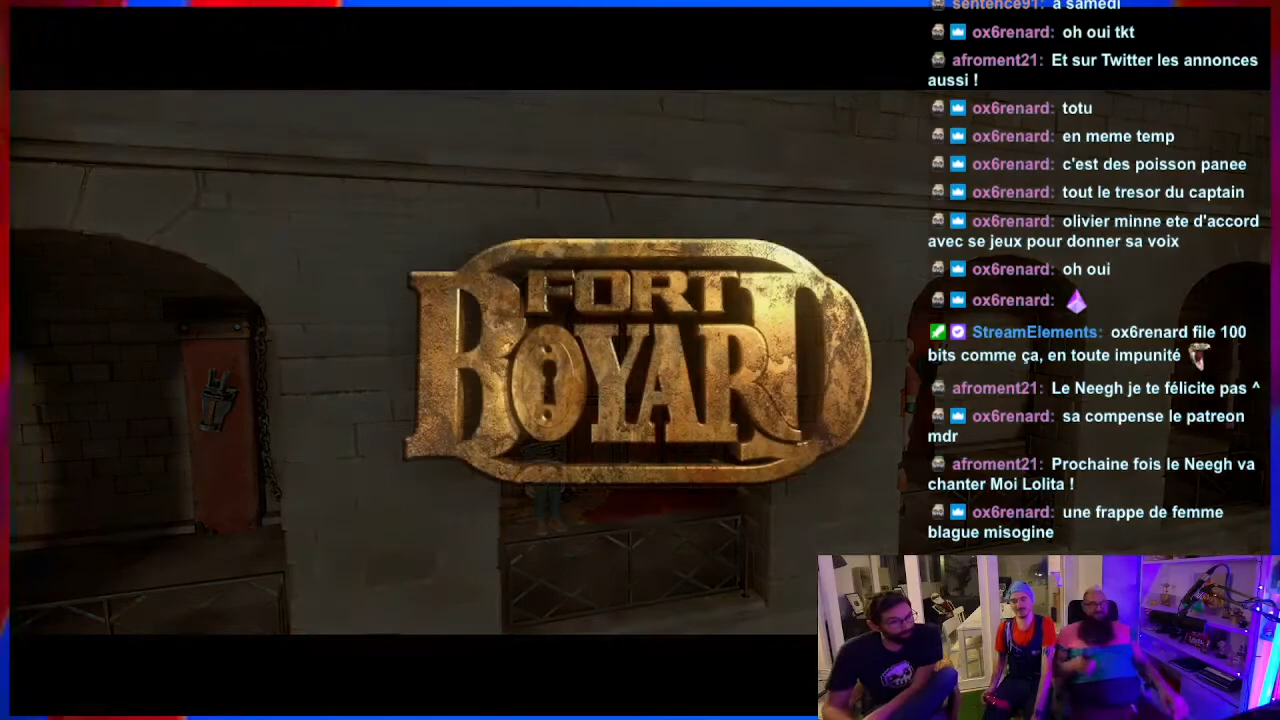 sentence91: à samedi
ox6renard: oh oui tkt
afroment21: Et sur Twitter les annonces
aussi !
ox6renard: totu
ox6renard: en meme temp
ox6renard: c'est des poisson panee
ox6renard: tout le tresor du captain
ox6renard: olivier minne ete d'accord
avec se jeux pour donner sa voix
ox6renard: oh oui
ox6renard:
StreamElements: ox6renard file 100
bits comme ça, en toute impunité
afroment21: Le Neegh je te félicite pas ^
ox6renard: sa compense le patreon
mdr
afroment21: Prochaine fois le Neegh va
chanter Moi Lolita !
ox6renard: une frappe de femme
blague misogine
FORT
BOYARD